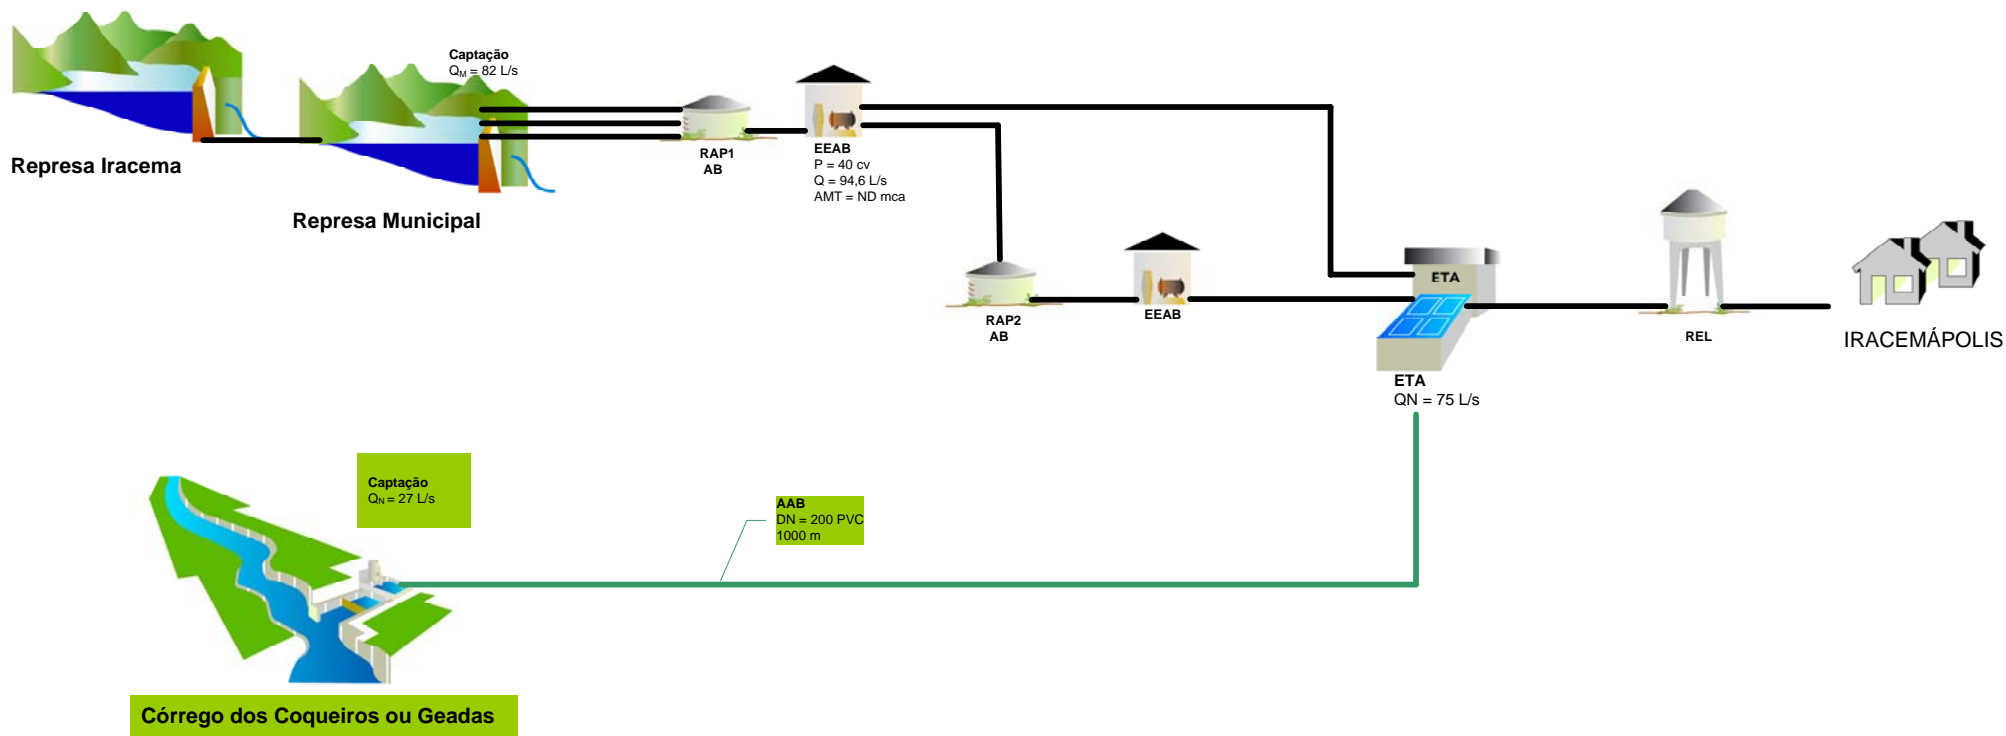 Captação
QM = 82 L/s
Represa Iracema
Represa Municipal
RAP1
AB
EEAB
P = 40 cv
Q = 94,6 L/s
AMT = ND mca
RAP2
AB
EEAB
ETA
ETA
QN = 75 L/s
REL
IRACEMÁPOLIS
Captação
QN = 27 L/s
AAB
DN = 200 PVC
1000 m
Córrego dos Coqueiros ou Geadas